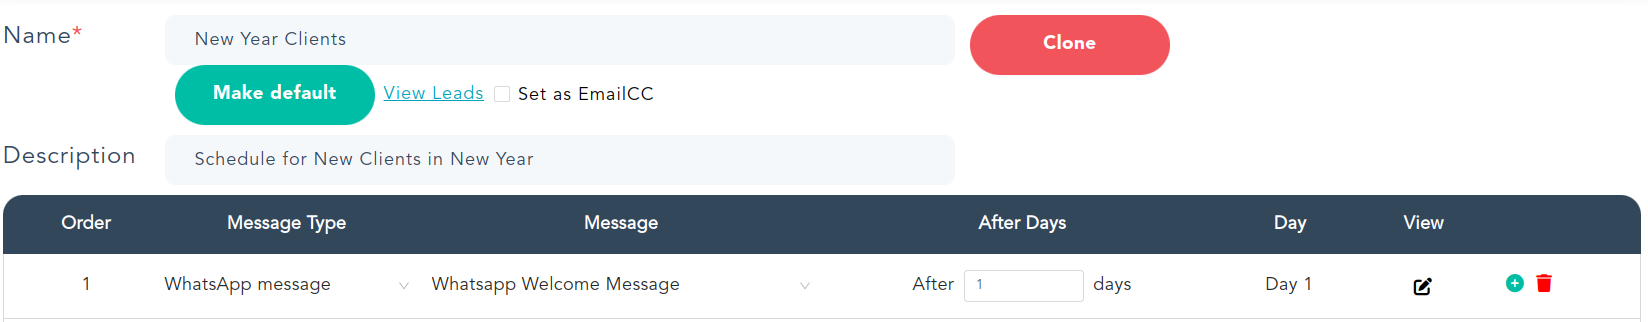 Name* New Year Clients Clone
Make default View Leads Set as EmailCC
Description Schedule for New Clients in New Year
Order Message Type Message After Days Day View
1 WhatsApp message Whatsapp Welcome Message After 1 days Day 1